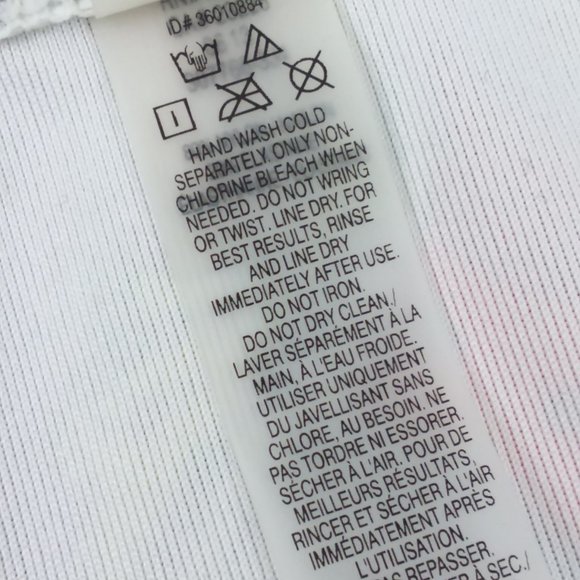 ID# 36010884
HAND WASH COLD
SEPARATELY. ONLY NON-
CHLORINE BLEACH WHEN
NEEDED. DO NOT WRING
OR TWIST. LINE DRY. FOR
BEST RESULTS, RINSE
AND LINE DRY
IMMEDIATELY AFTER USE.
DO NOT IRON.
DO NOT DRY CLEAN./
LAVER SÉPARÉMENT À LA
MAIN, À L'EAU FROIDE.
UTILISER UNIQUEMENT
DU JAVELLISANT SANS
CHLORE, AU BESOIN. NE
PAS TORDRE NI ESSORER.
SÉCHER À L'AIR. POUR DE
MEILLEURS RÉSULTATS,
RINCER ET SÉCHER À L'AIR
IMMÉDIATEMENT APRÈS
L'UTILISATION.
PAS REPASSER.
À SEC./